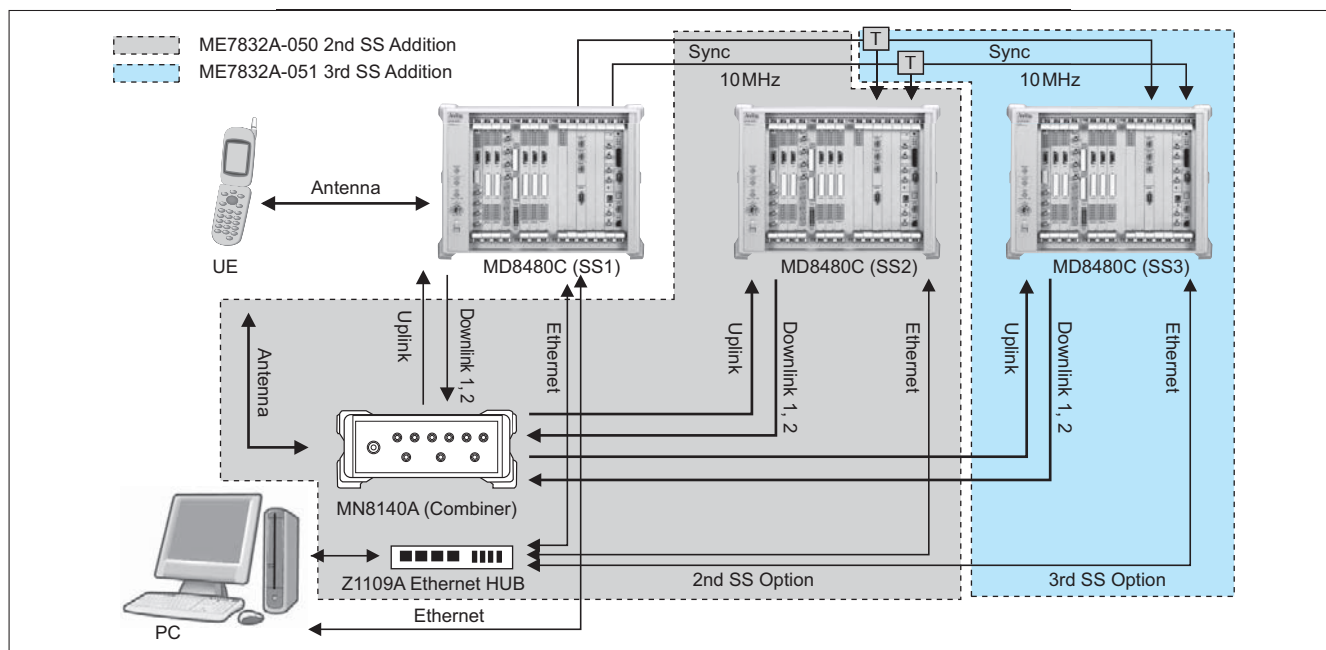 ME7832A-050 2nd SS Addition
ME7832A-051 3rd SS Addition
Sync
T
Sync
10MHz
T
10MHz
Antenna
UE
MD8480C (SS1)
MD8480C (SS2)
MD8480C (SS3)
Antenna
Uplink
Downlink 1, 2
Ethernet
Uplink
Downlink 1, 2
Ethernet
Uplink
Downlink 1, 2
Ethernet
MN8140A (Combiner)
Z1109A Ethernet HUB
2nd SS Option
3rd SS Option
Ethernet
PC